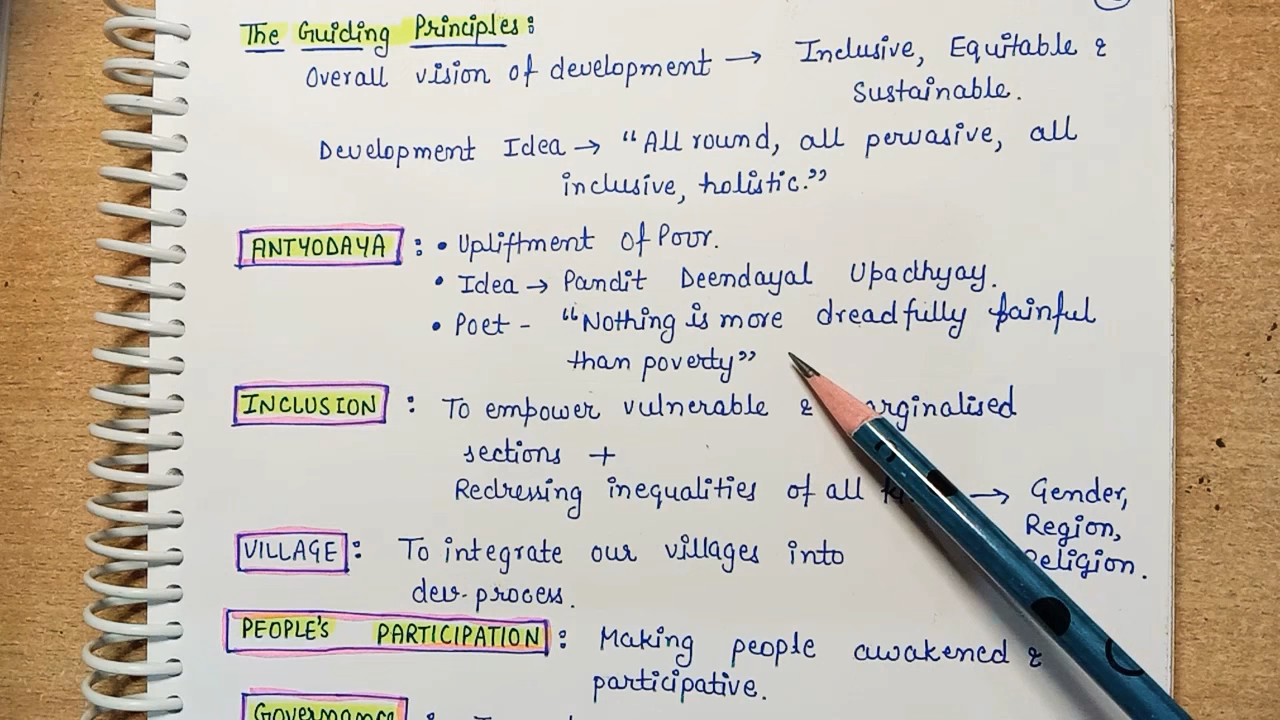 The Guiding Principles:
Overall vision of development → Inclusive, Equitable &
Sustainable.
Development Idea → "All round, all pervasive, all
inclusive, holistic."
ANTYODAYA : • Upliftment of Poor.
• Idea → Pandit Deendayal Upadhyay.
• Poet - "Nothing is more dreadfully painful
than poverty"
INCLUSION : To empower vulnerable & arginalised
sections +
Redressing inequalities of all → Gender,
Region,
Religion.
VILLAGE : To integrate our villages into
dev. process.
PEOPLE'S PARTICIPATION : Making people awakened &
participative.
Governance :